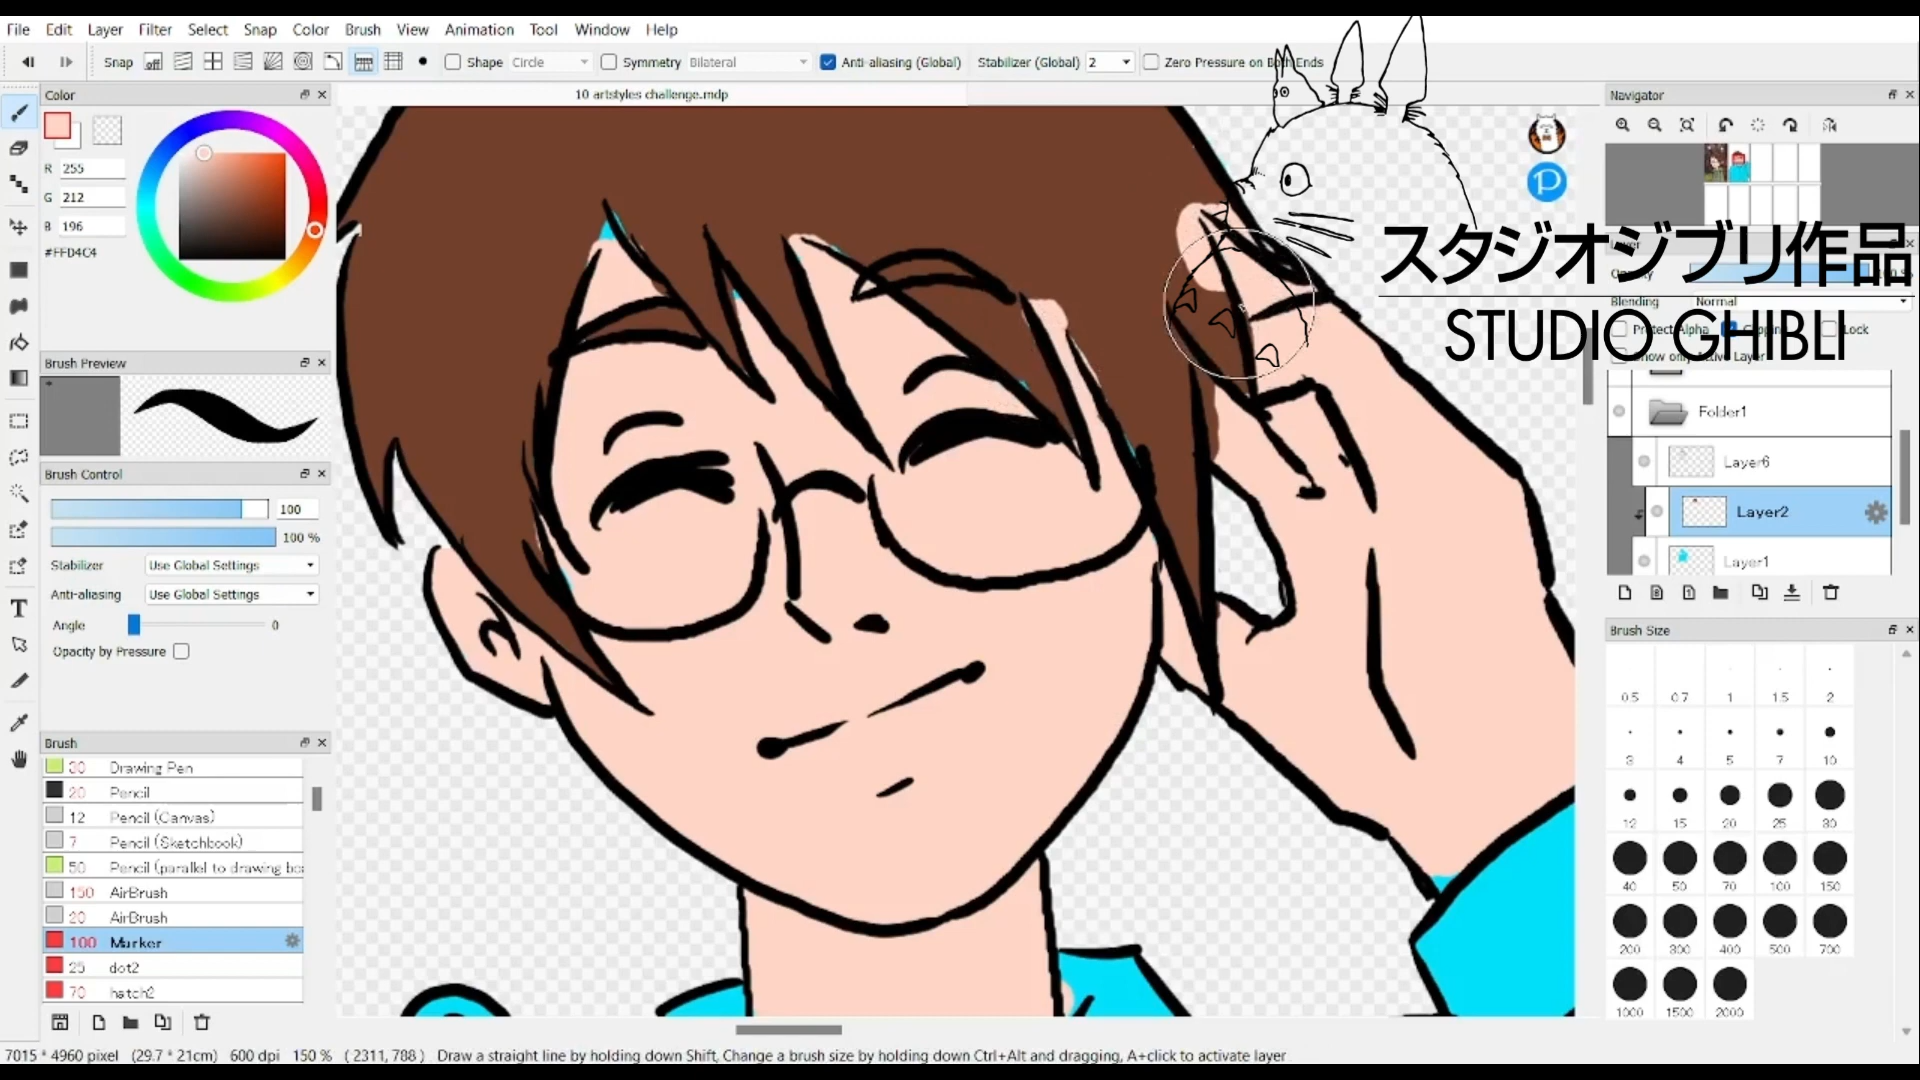 File Edit Layer Filter Select Snap Color Brush View Animation Tool Window Help
Snap off Shape Circle Symmetry Bilateral Anti-aliasing (Global) Stabilizer (Global) 2 Zero Pressure on Both Ends
Color
10 artstyles challenge.mdp
Navigator
R 255
G 212
B 196
#FFD4C4
スタジオジブリ作品
STUDIO GHIBLI
Layer
Opacity
Blending Normal
Protect Alpha Clipping Lock
Show only Active Layer
Folder1
Layer6
Layer2
Layer1
Brush Preview
Brush Control
100
100 %
Stabilizer Use Global Settings
Anti-aliasing Use Global Settings
Angle 0
Opacity by Pressure
Brush
30 Drawing Pen
20 Pencil
12 Pencil (Canvas)
7 Pencil (Sketchbook)
50 Pencil (parallel to drawing bo
150 AirBrush
20 AirBrush
100 Marker
25 dot2
70 hatch2
Brush Size
0.5 0.7 1 1.5 2
3 4 5 7 10
12 15 20 25 30
40 50 70 100 150
200 300 400 500 700
1000 1500 2000
7015 * 4960 pixel (29.7 * 21cm) 600 dpi 150 % ( 2311, 788 ) Draw a straight line by holding down Shift, Change a brush size by holding down Ctrl+Alt and dragging, A+click to activate layer